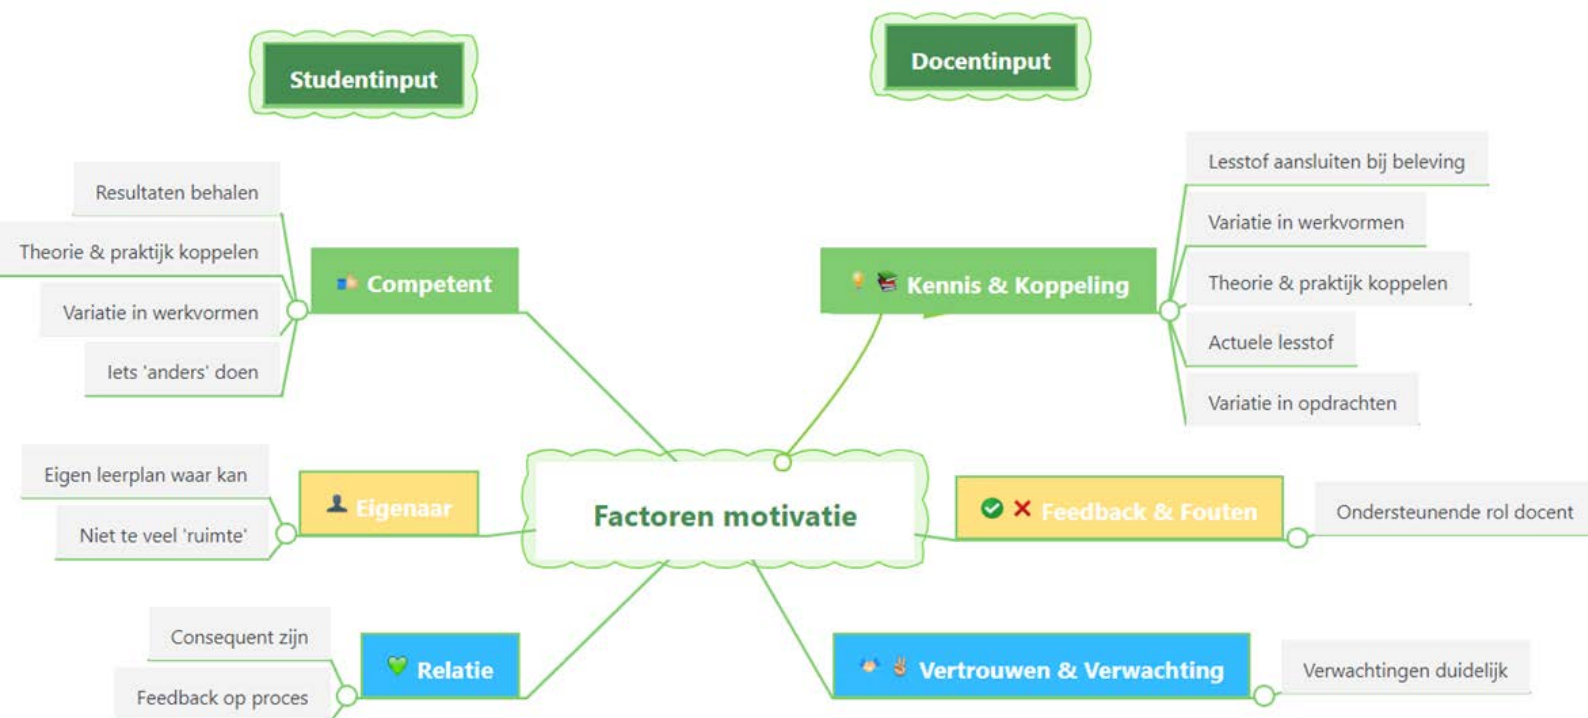 Studentinput
Docentinput
Resultaten behalen
Theorie & praktijk koppelen
Variatie in werkvormen
Iets 'anders' doen
Competent
Eigen leerplan waar kan
Niet te veel 'ruimte'
Eigenaar
Consequent zijn
Feedback op proces
Relatie
Factoren motivatie
Kennis & Koppeling
Lesstof aansluiten bij beleving
Variatie in werkvormen
Theorie & praktijk koppelen
Actuele lesstof
Variatie in opdrachten
Feedback & Fouten
Ondersteunende rol docent
Vertrouwen & Verwachting
Verwachtingen duidelijk